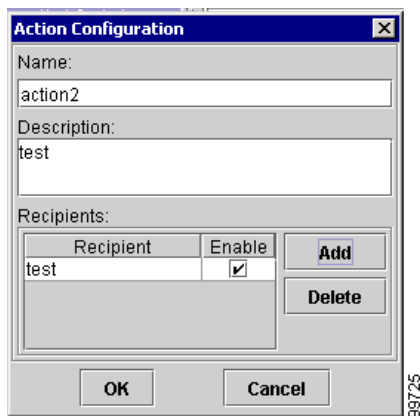 Action Configuration
Name:
action2
Description:
test
Recipients:
Recipient Enable
test
Add
Delete
OK Cancel
99725